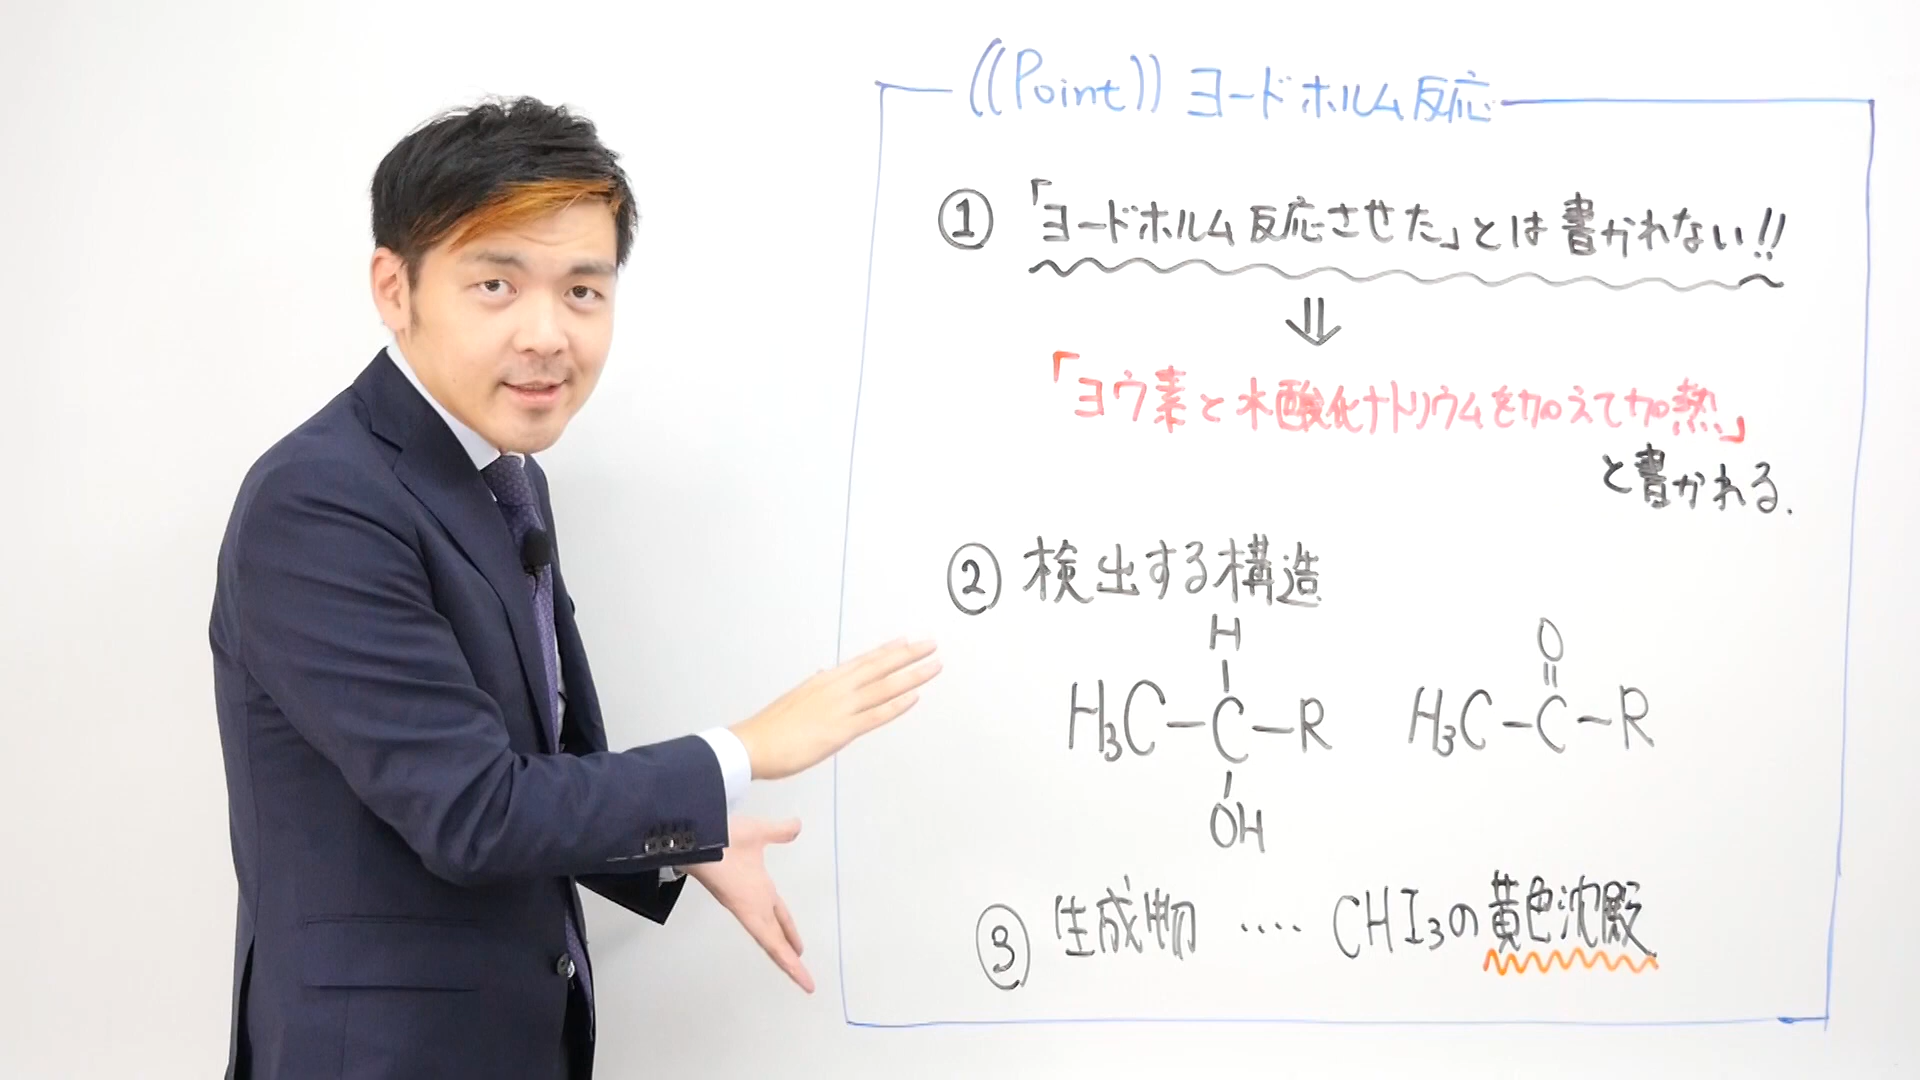 ((Point)) ヨードホルム反応
① 「ヨードホルム反応させた」とは書かれない!!
⇓
「ヨウ素と水酸化ナトリウムを加えて加熱」
と書かれる.
② 検出する構造
H O
H₃C-C-R H₃C-C-R
OH
③ 生成物 ‥‥ CHI₃の黄色沈殿